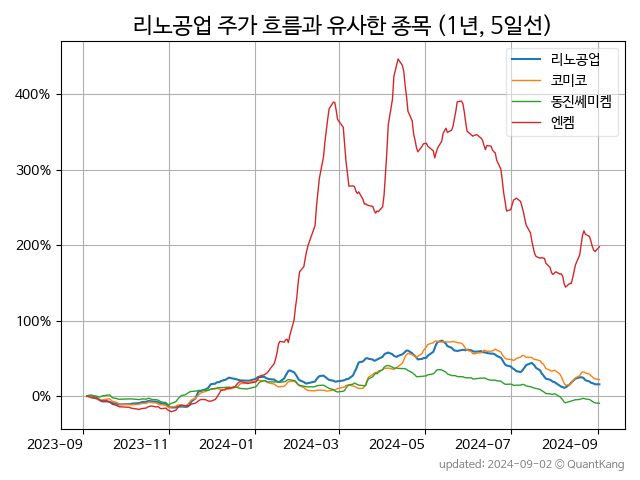 리노공업 주가 흐름과 유사한 종목 (1년, 5일선)
리노공업
코미코
동진쎄미켐
엔켐
400%
300%
200%
100%
0%
2023-09 2023-11 2024-01 2024-03 2024-05 2024-07 2024-09
updated: 2024-09-02 © QuantKang